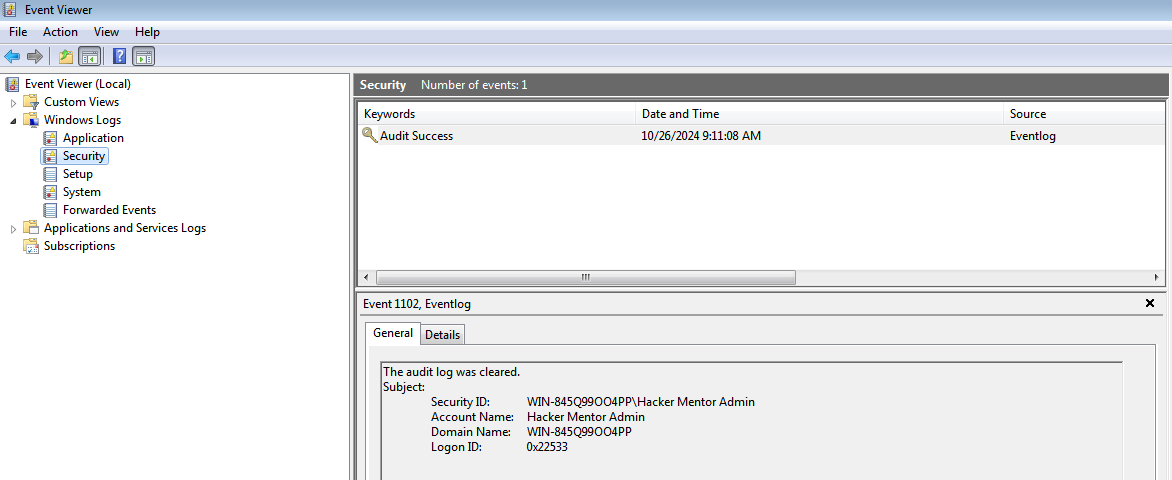 Event Viewer
File Action View Help
Event Viewer (Local)
Custom Views
Windows Logs
Application
Security
Setup
System
Forwarded Events
Applications and Services Logs
Subscriptions
Security Number of events: 1
Keywords Date and Time Source
Audit Success 10/26/2024 9:11:08 AM Eventlog
Event 1102, Eventlog
General Details
The audit log was cleared.
Subject:
Security ID: WIN-845Q99OO4PP\Hacker Mentor Admin
Account Name: Hacker Mentor Admin
Domain Name: WIN-845Q99OO4PP
Logon ID: 0x22533